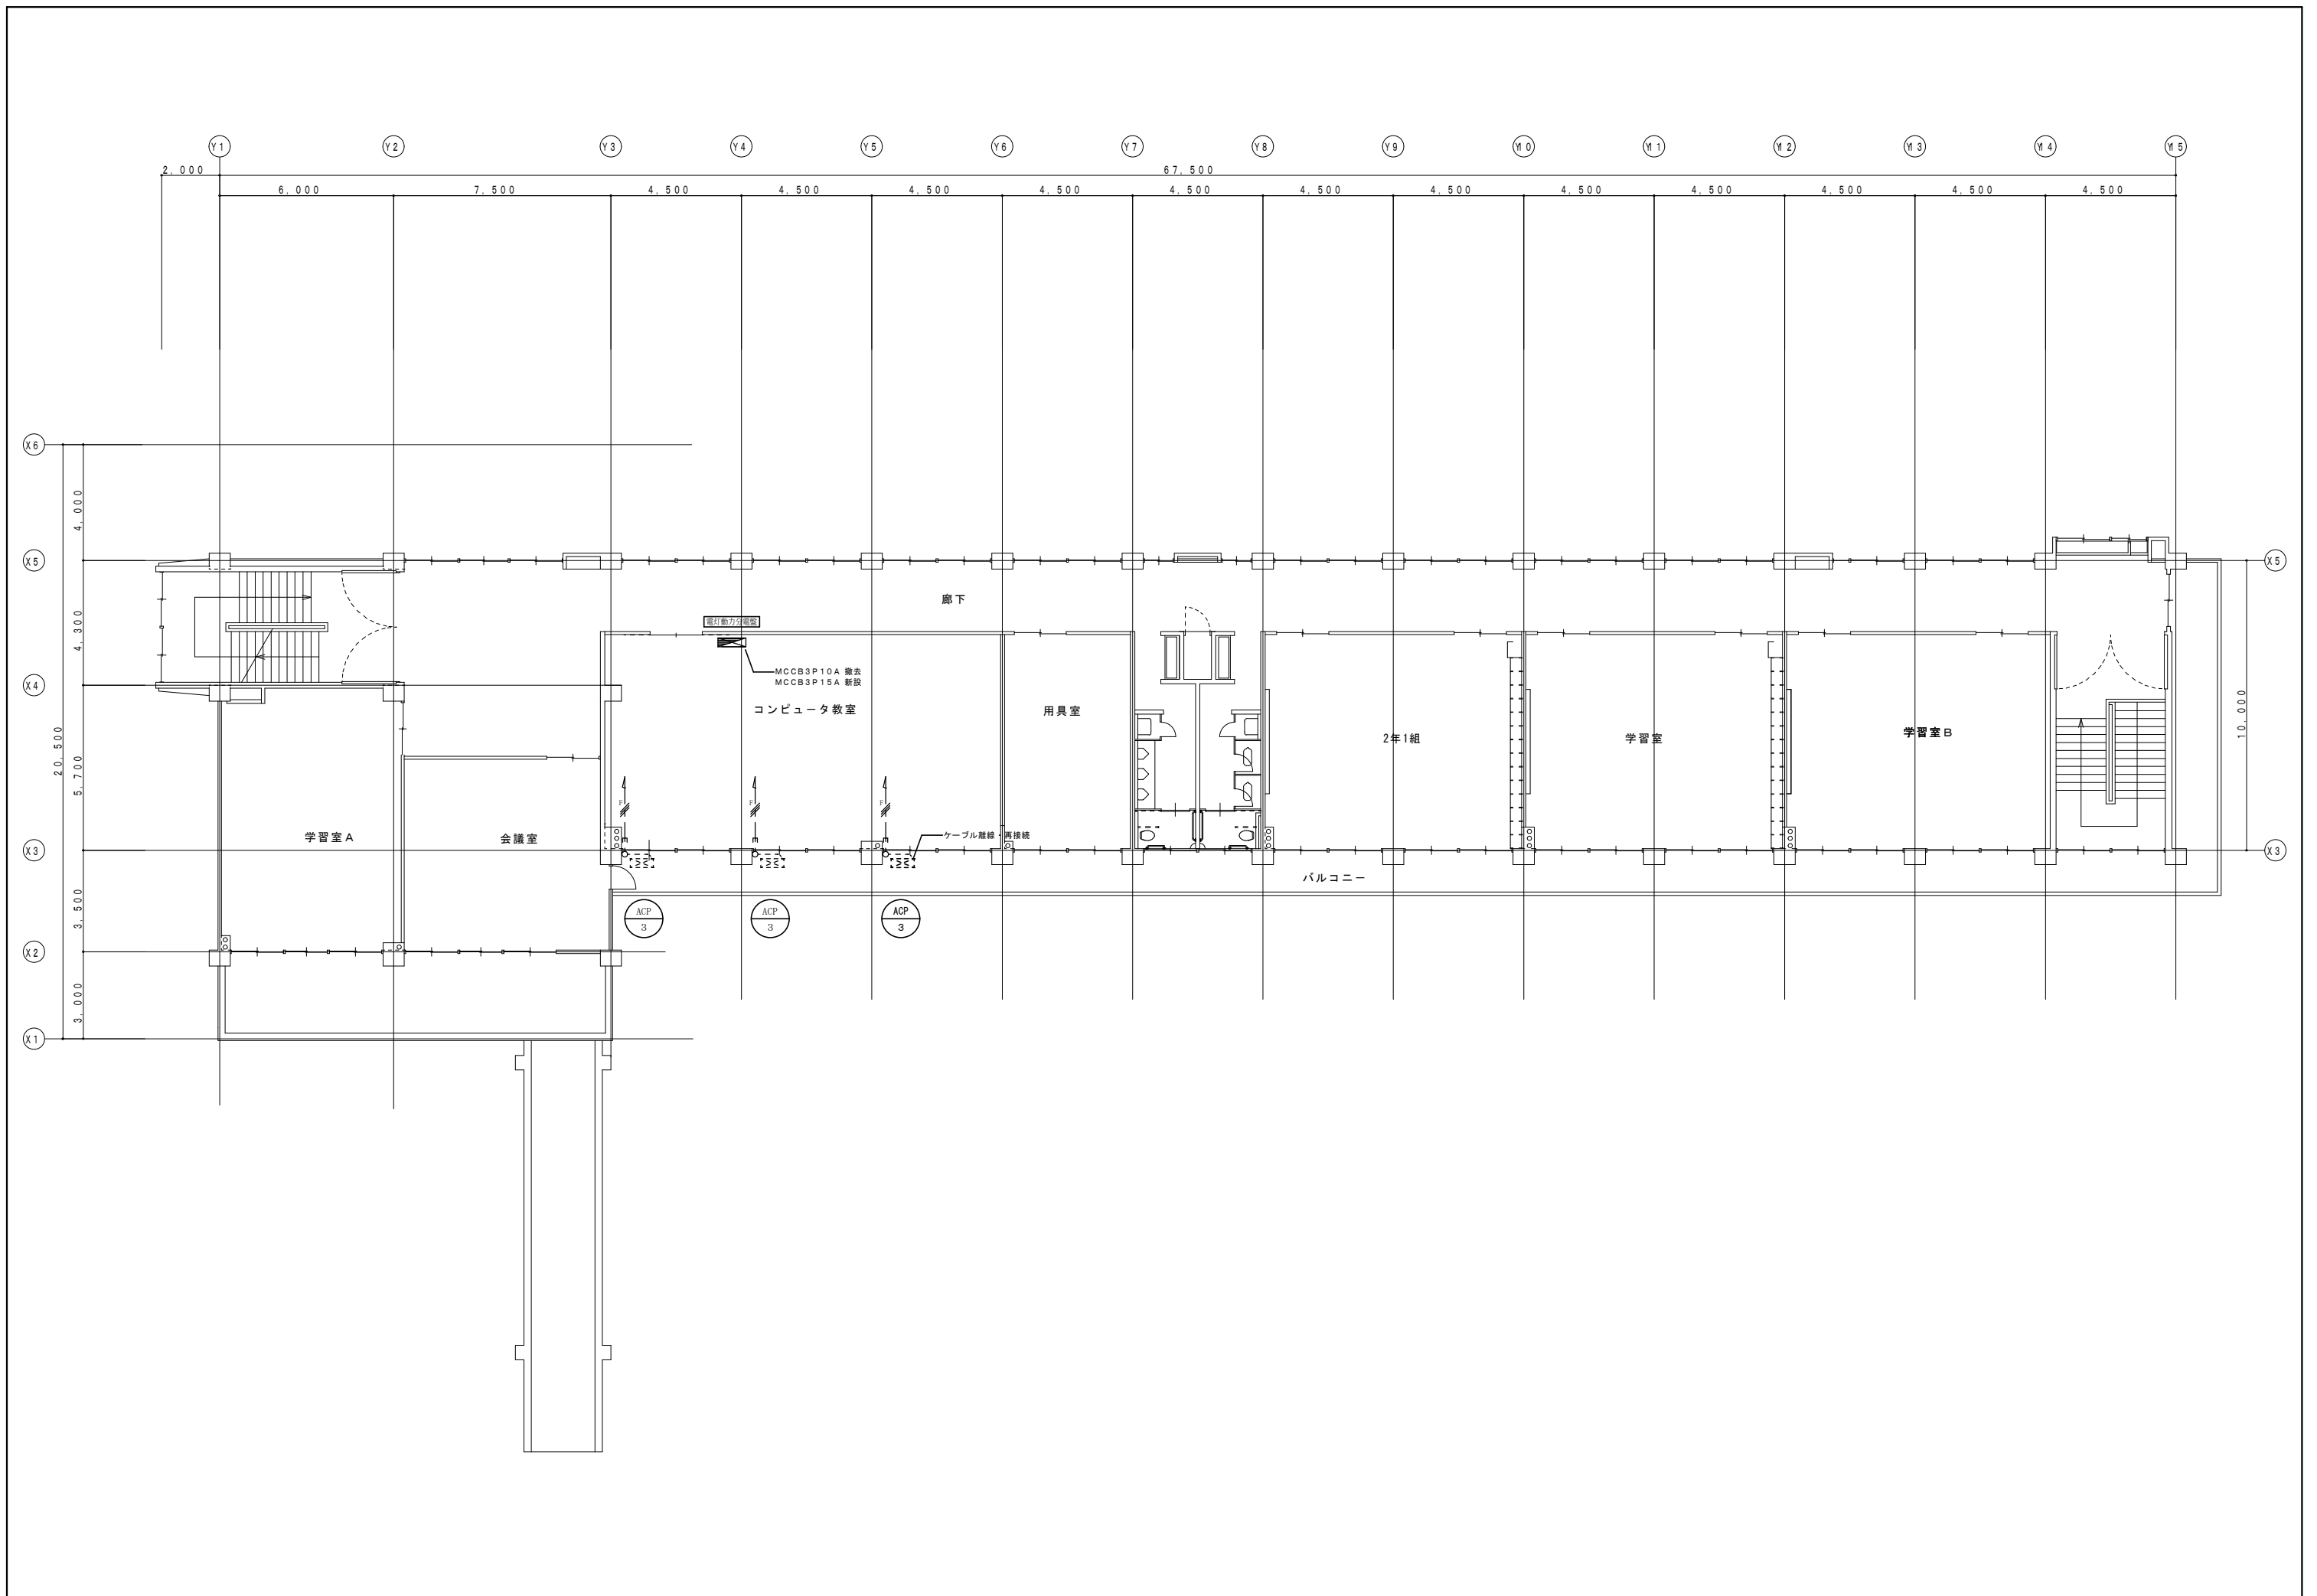 Y1 Y2 Y3 Y4 Y5 Y6 Y7 Y8 Y9 Y10 Y11 Y12 Y13 Y14 Y15
2,000 67,500
6,000 7,500 4,500 4,500 4,500 4,500 4,500 4,500 4,500 4,500 4,500 4,500 4,500 4,500
X6
4,000
X5 X5
廊下
4,300
電灯動力分電盤
MCCB3P10A 撤去
MCCB3P15A 新設
X4
コンピュータ教室 用具室 2年1組 学習室 学習室B
10,000
20,500
5,700
F F F
学習室A 会議室
ケーブル離線・再接続
X3 X3
バルコニー
3,500
ACP ACP ACP
3 3 3
X2
3,000
X1